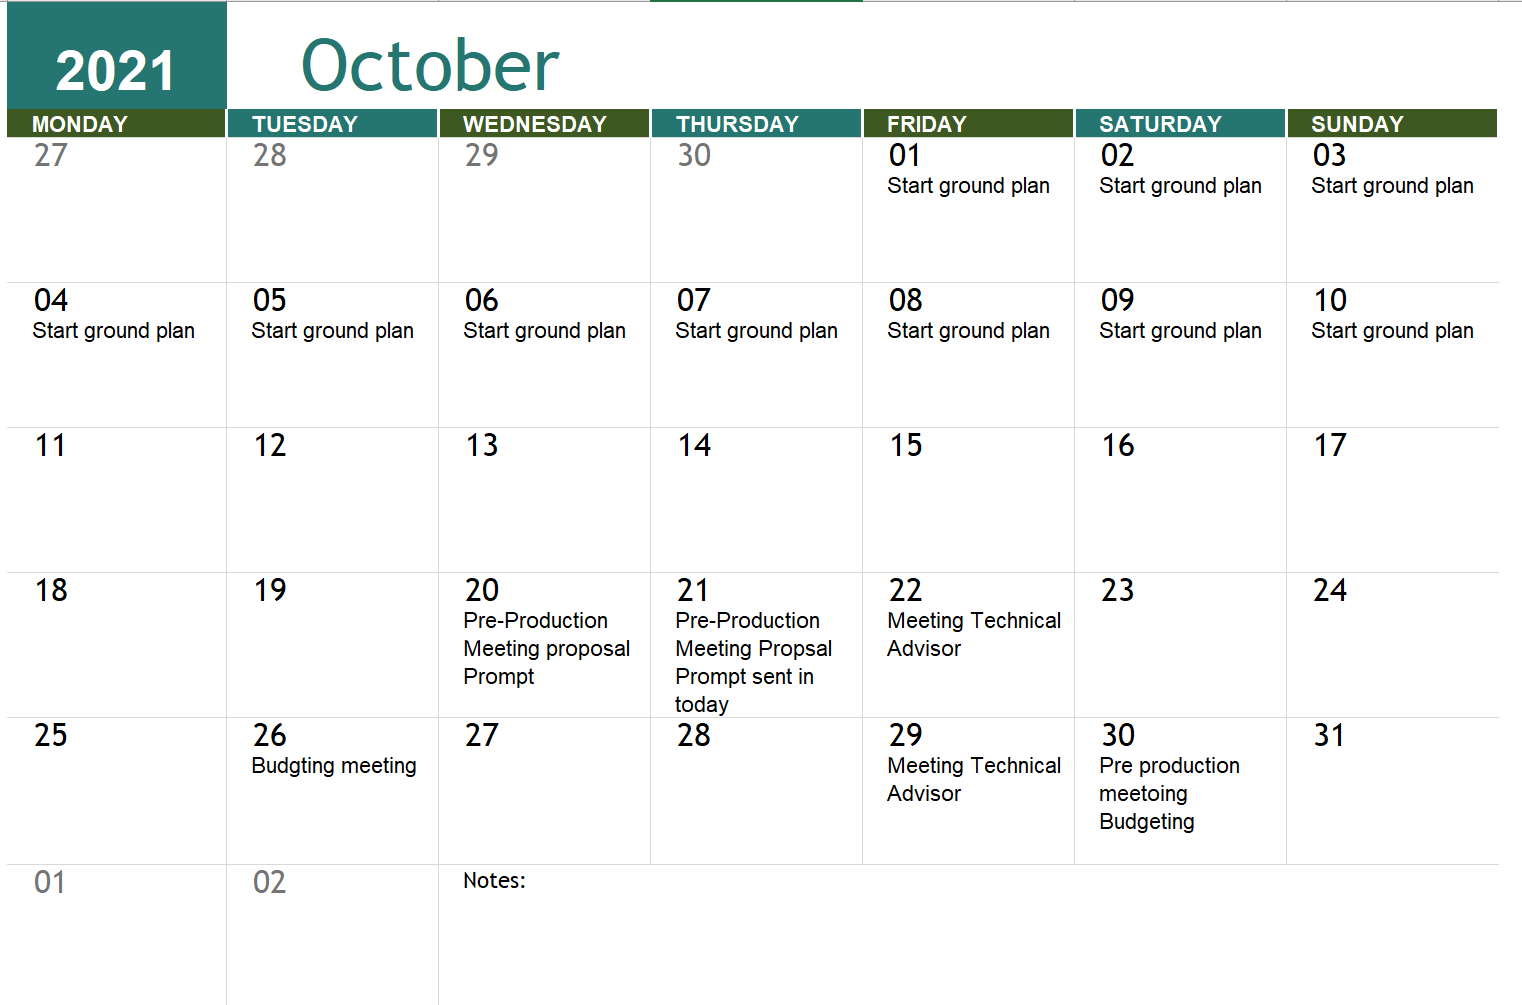 2021 October
MONDAY TUESDAY WEDNESDAY THURSDAY FRIDAY SATURDAY SUNDAY
27 28 29 30 01 02 03
Start ground plan Start ground plan Start ground plan
04 05 06 07 08 09 10
Start ground plan Start ground plan Start ground plan Start ground plan Start ground plan Start ground plan Start ground plan
11 12 13 14 15 16 17
18 19 20 21 22 23 24
Pre-Production Pre-Production Meeting Technical
Meeting proposal Meeting Propsal Advisor
Prompt Prompt sent in
today
25 26 27 28 29 30 31
Budgting meeting Meeting Technical Pre production
Advisor meetoing
Budgeting
01 02 Notes: